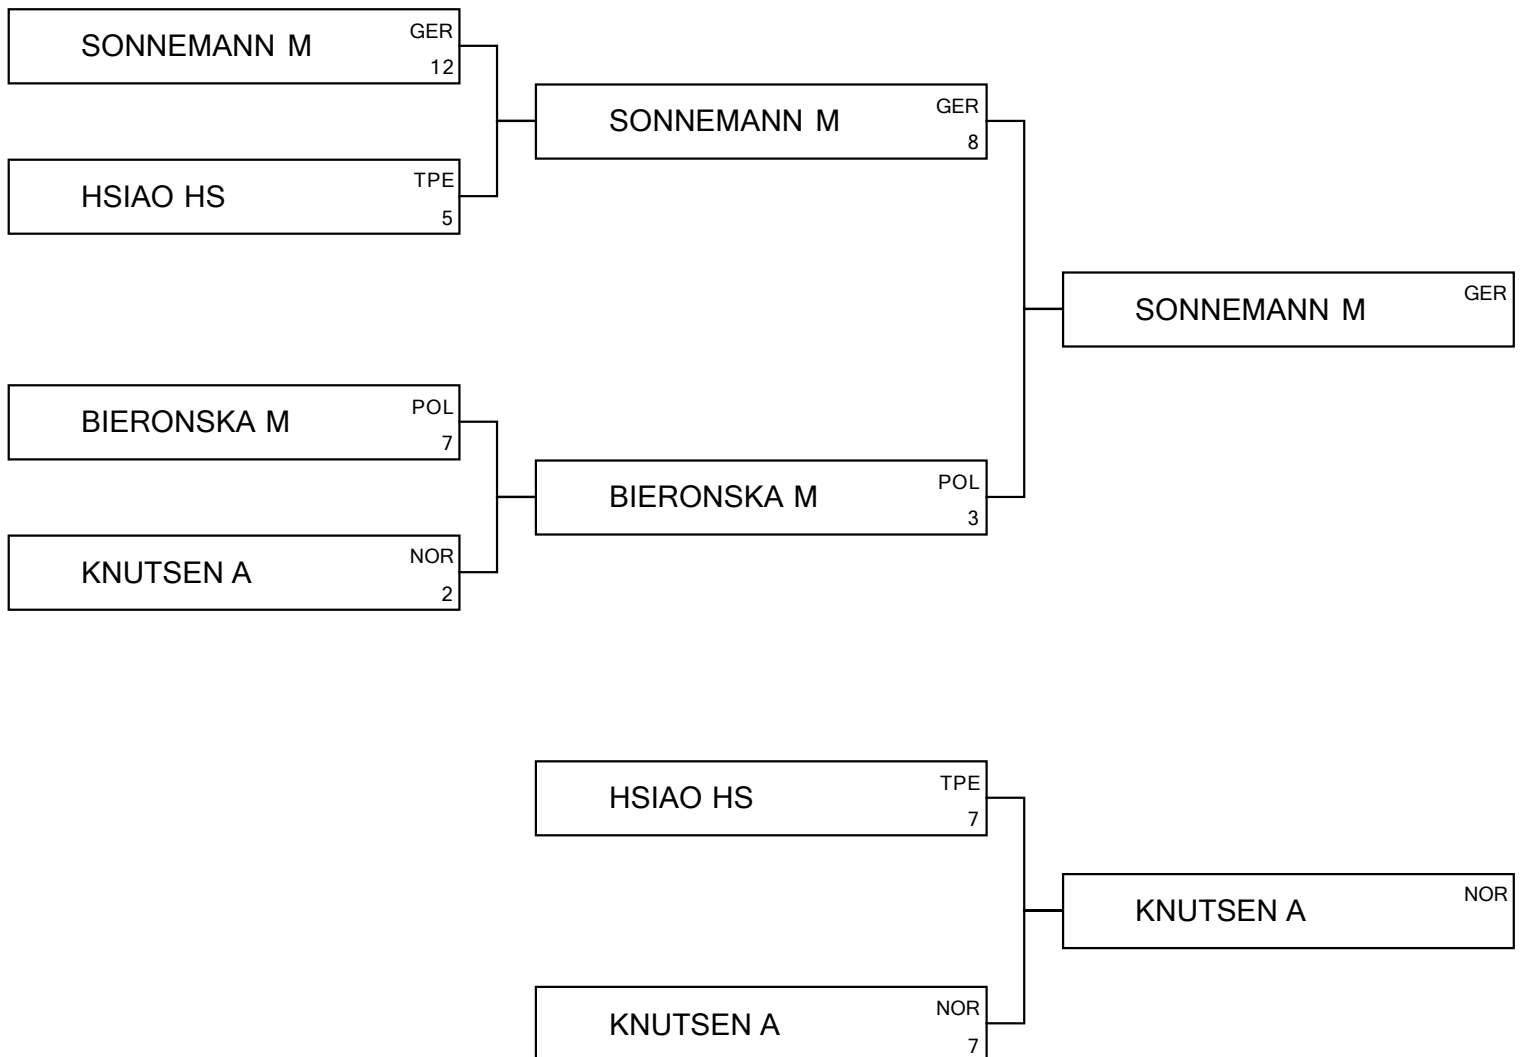 SONNEMANN M GER
12
HSIAO HS TPE
5
BIERONSKA M POL
7
KNUTSEN A NOR
2
SONNEMANN M GER
8
BIERONSKA M POL
3
SONNEMANN M GER
HSIAO HS TPE
7
KNUTSEN A NOR
7
KNUTSEN A NOR